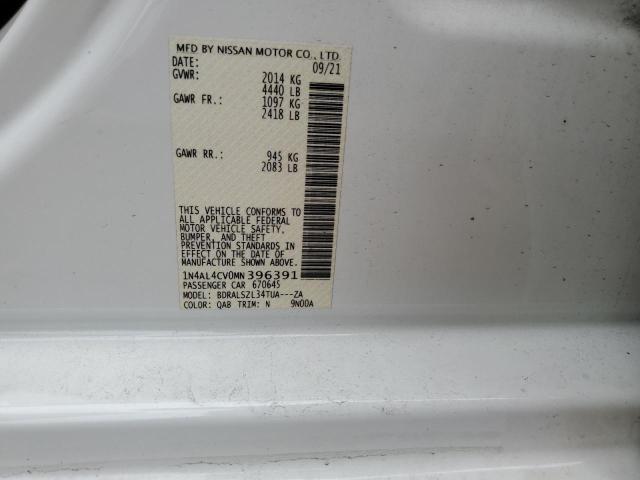 MFD BY NISSAN MOTOR CO., LTD.
DATE: 09/21
GVWR: 2014 KG
4440 LB
GAWR FR.: 1097 KG
2418 LB
GAWR RR.: 945 KG
2083 LB
THIS VEHICLE CONFORMS TO
ALL APPLICABLE FEDERAL
MOTOR VEHICLE SAFETY,
BUMPER, AND THEFT
PREVENTION STANDARDS
IN EFFECT ON THE DATE OF
MANUFACTURE SHOWN ABOVE.
1N4AL4CV0MN396391
PASSENGER CAR 670645
MODEL: BDRALSZL34TUA---ZA
COLOR: QAB TRIM: N 9N00A